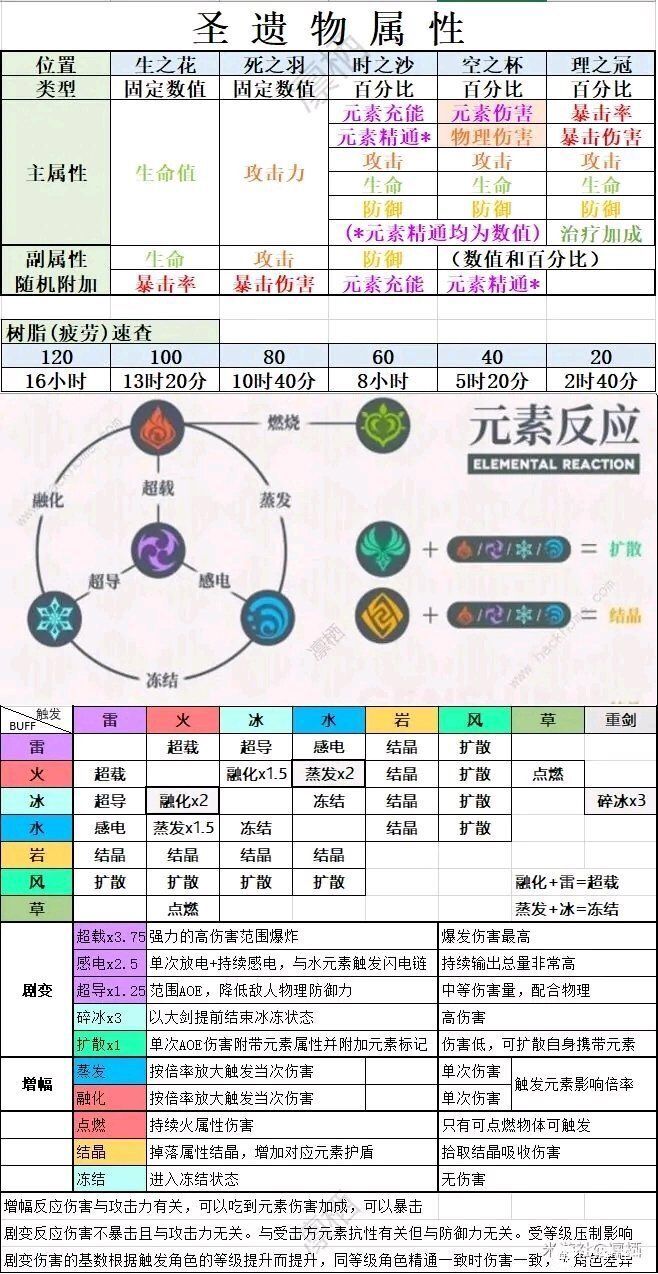 圣遗物属性
位置 生之花 死之羽 时之沙 空之杯 理之冠
类型 固定数值 固定数值 百分比 百分比 百分比
主属性 生命值 攻击力 元素充能 元素伤害 暴击率
元素精通* 物理伤害 暴击伤害
攻击 攻击 攻击
生命 生命 生命
防御 防御 防御
(*元素精通均为数值) 治疗加成
副属性 生命 攻击 防御 (数值和百分比)
随机附加 暴击率 暴击伤害 元素充能 元素精通*
树脂(疲劳)速查
120 100 80 60 40 20
16小时 13时20分 10时40分 8小时 5时20分 2时40分
燃烧
元素反应
ELEMENTAL REACTION
融化 超载 蒸发
+ / / / = 扩散
超导 感电
+ / / / = 结晶
冻结
凛栖
触发
BUFF 雷 火 冰 水 岩 风 草 重剑
雷 超载 超导 感电 结晶 扩散
火 超载 融化x1.5 蒸发x2 结晶 扩散 点燃
冰 超导 融化x2 冻结 结晶 扩散 碎冰x3
水 感电 蒸发x1.5 冻结 结晶 扩散
岩 结晶 结晶 结晶 结晶
风 扩散 扩散 扩散 扩散 融化+雷=超载
草 点燃 蒸发+冰=冻结
剧变 超载x3.75 强力的高伤害范围爆炸 爆发伤害最高
感电x2.5 单次放电+持续感电，与水元素触发闪电链 持续输出总量非常高
超导x1.25 范围AOE，降低敌人物理防御力 中等伤害量，配合物理
碎冰x3 以大剑提前结束冰冻状态 高伤害
扩散x1 单次AOE伤害附带元素属性并附加元素标记 伤害低，可扩散自身携带元素
增幅 蒸发 按倍率放大触发当次伤害 单次伤害 触发元素影响倍率
融化 按倍率放大触发当次伤害 单次伤害
点燃 持续火属性伤害 只有可点燃物体可触发
结晶 掉落属性结晶，增加对应元素护盾 拾取结晶吸收伤害
冻结 进入冻结状态 无伤害
增幅反应伤害与攻击力有关，可以吃到元素伤害加成，可以暴击
剧变反应伤害不暴击且与攻击力无关。与受击方元素抗性有关但与防御力无关。受等级压制影响
剧变伤害的基数根据触发角色的等级提升而提升，同等级角色精通一致时伤害一致，
角色差异
米游社@凛栖